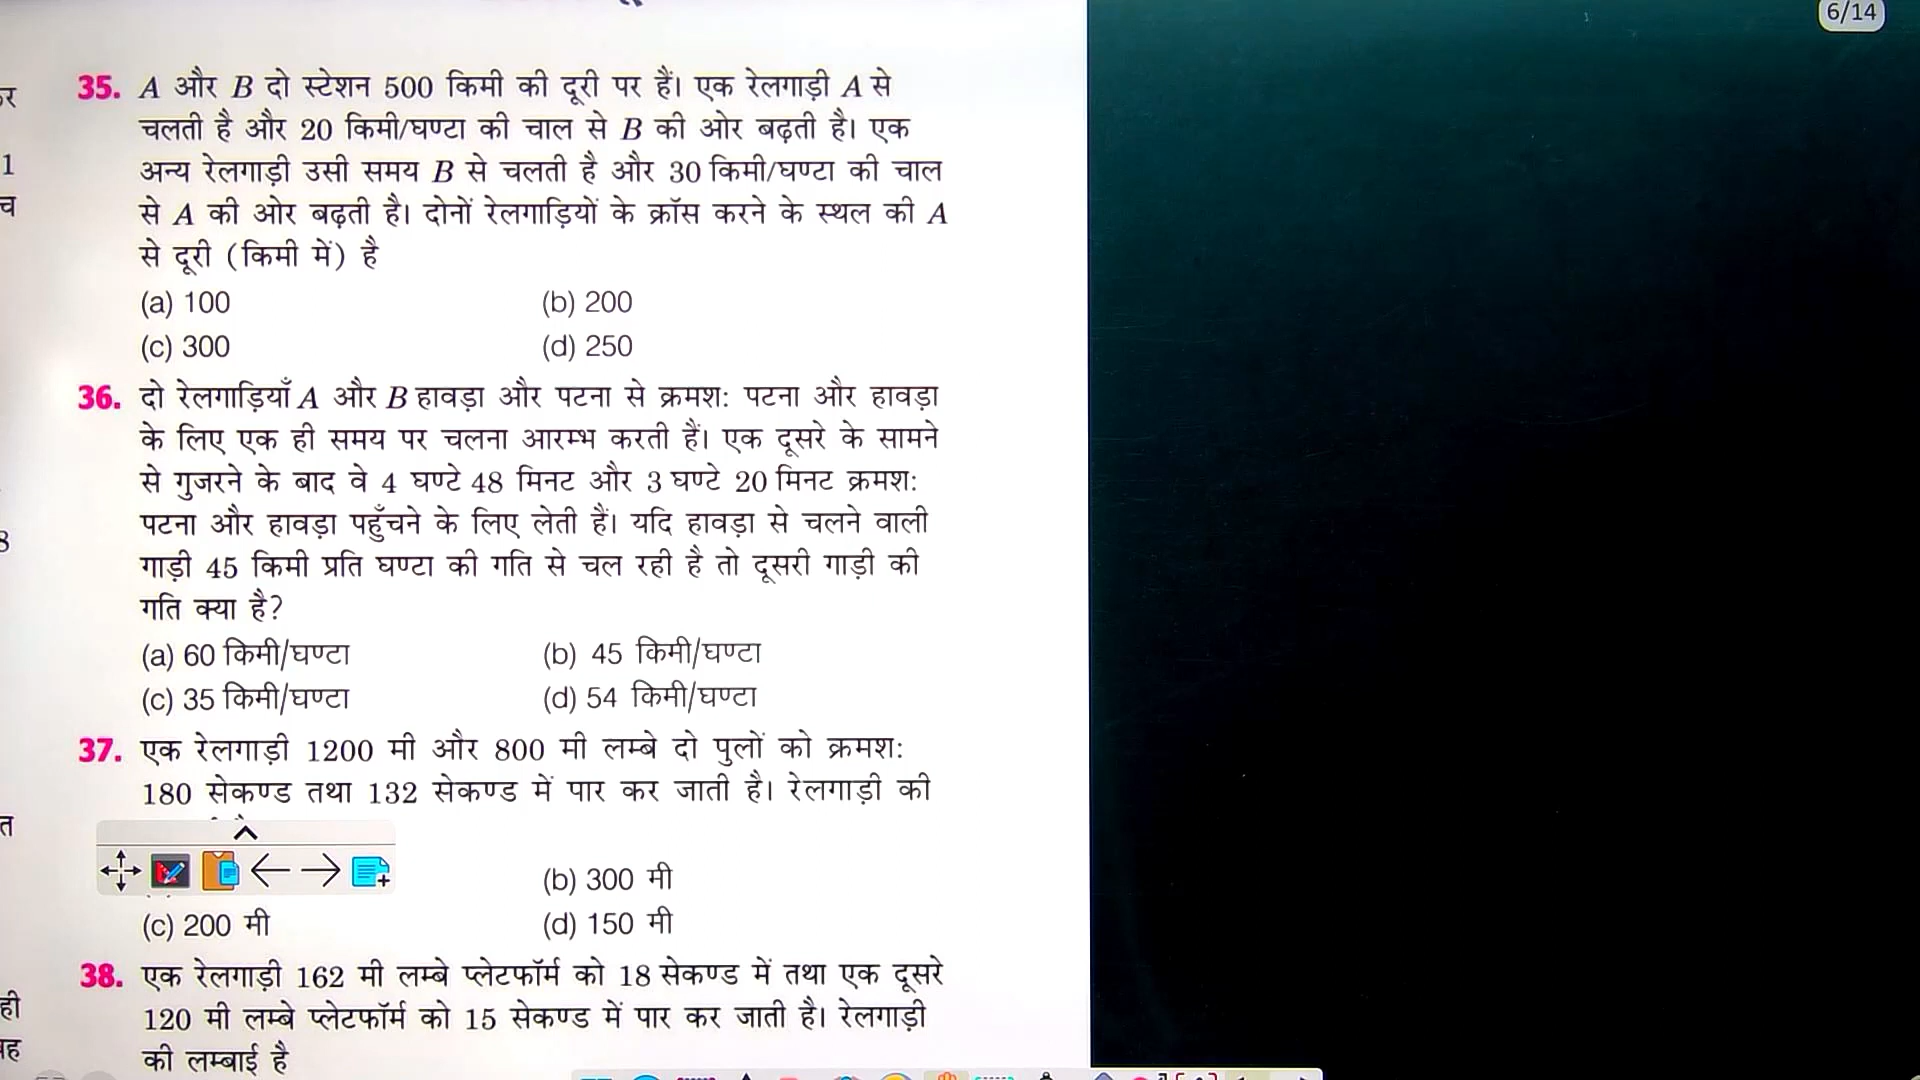 6/14
35. A और B दो स्टेशन 500 किमी की दूरी पर हैं। एक रेलगाड़ी A से
चलती है और 20 किमी/घण्टा की चाल से B की ओर बढ़ती है। एक
अन्य रेलगाड़ी उसी समय B से चलती है और 30 किमी/घण्टा की चाल
से A की ओर बढ़ती है। दोनों रेलगाड़ियों के क्रॉस करने के स्थल की A
से दूरी (किमी में) है
(a) 100 (b) 200
(c) 300 (d) 250
36. दो रेलगाड़ियाँ A और B हावड़ा और पटना से क्रमश: पटना और हावड़ा
के लिए एक ही समय पर चलना आरम्भ करती हैं। एक दूसरे के सामने
से गुजरने के बाद वे 4 घण्टे 48 मिनट और 3 घण्टे 20 मिनट क्रमश:
पटना और हावड़ा पहुँचने के लिए लेती हैं। यदि हावड़ा से चलने वाली
गाड़ी 45 किमी प्रति घण्टा की गति से चल रही है तो दूसरी गाड़ी की
गति क्या है?
(a) 60 किमी/घण्टा (b) 45 किमी/घण्टा
(c) 35 किमी/घण्टा (d) 54 किमी/घण्टा
37. एक रेलगाड़ी 1200 मी और 800 मी लम्बे दो पुलों को क्रमश:
180 सेकण्ड तथा 132 सेकण्ड में पार कर जाती है। रेलगाड़ी की
(b) 300 मी
(c) 200 मी (d) 150 मी
38. एक रेलगाड़ी 162 मी लम्बे प्लेटफॉर्म को 18 सेकण्ड में तथा एक दूसरे
120 मी लम्बे प्लेटफॉर्म को 15 सेकण्ड में पार कर जाती है। रेलगाड़ी
की लम्बाई है